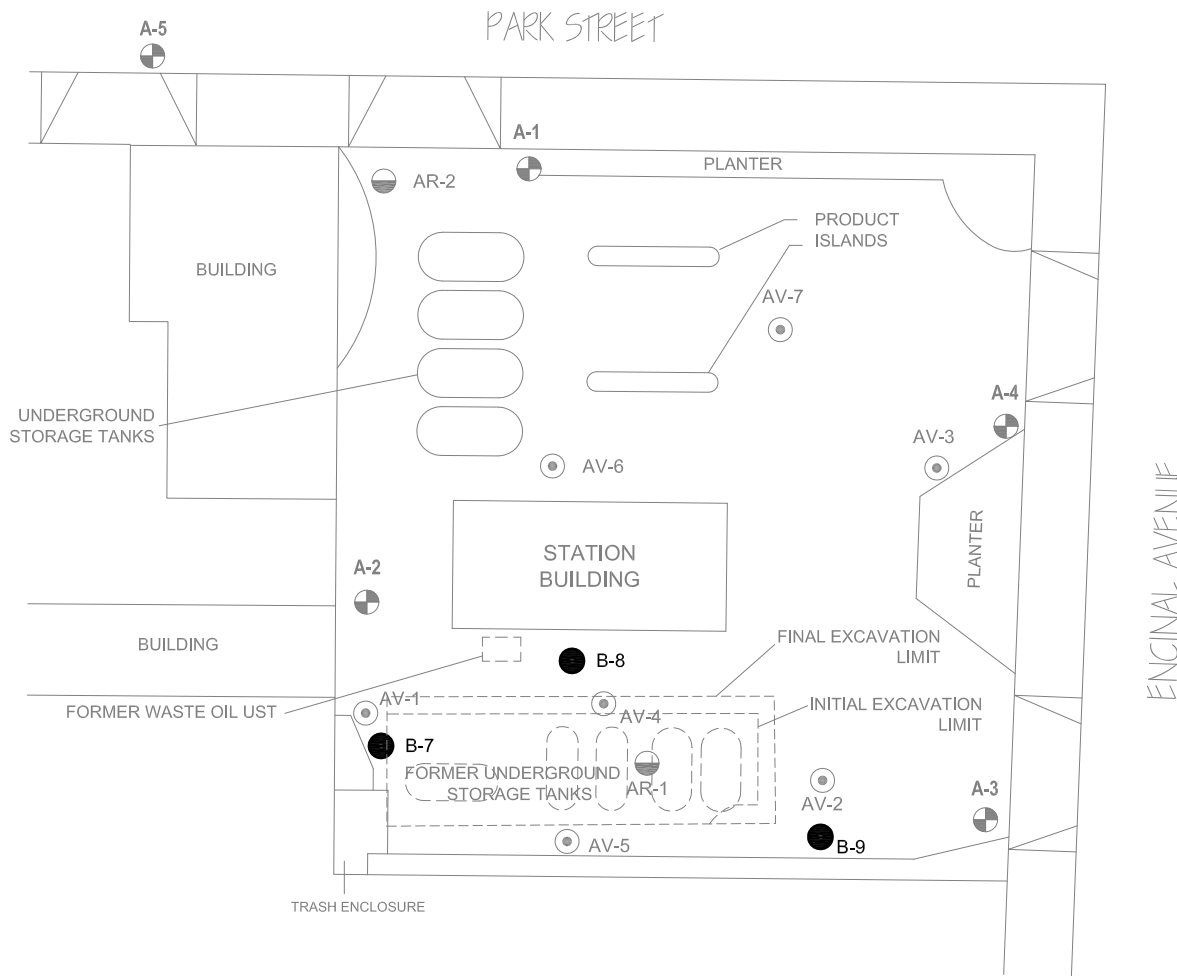 PARK STREET
A-5
A-1
PLANTER
AR-2
PRODUCT
ISLANDS
BUILDING
AV-7
A-4
UNDERGROUND
STORAGE TANKS
AV-3
AV-6
STATION
BUILDING
PLANTER
ENCINAL AVENUE
A-2
BUILDING
FINAL EXCAVATION
LIMIT
B-8
FORMER WASTE OIL UST
AV-1
AV-4
INITIAL EXCAVATION
LIMIT
B-7
FORMER UNDERGROUND
STORAGE TANKS
AR-1
AV-2
A-3
AV-5
B-9
TRASH ENCLOSURE